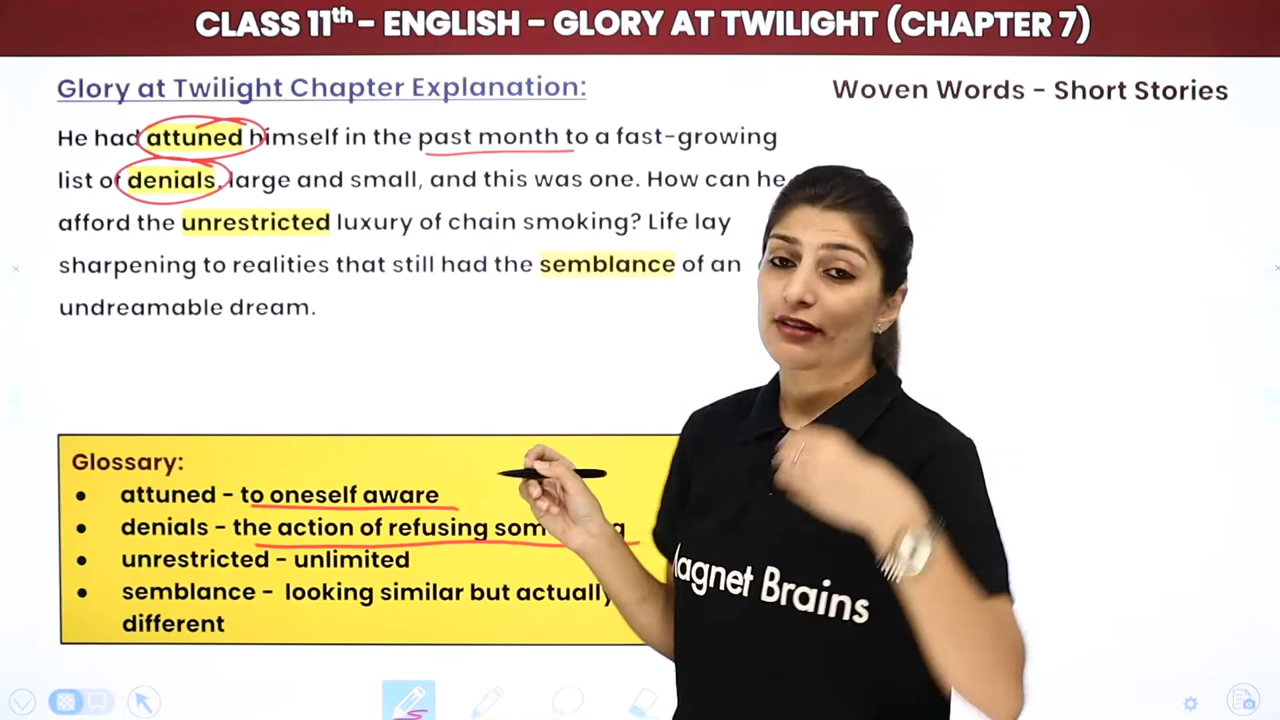 CLASS 11th - ENGLISH - GLORY AT TWILIGHT (CHAPTER 7)
Glory at Twilight Chapter Explanation:
Woven Words - Short Stories
He had attuned himself in the past month to a fast-growing
list of denials, large and small, and this was one. How can he
afford the unrestricted luxury of chain smoking? Life lay
sharpening to realities that still had the semblance of an
undreamable dream.
Glossary:
• attuned - to oneself aware
• denials - the action of refusing
• unrestricted - unlimited
• semblance - looking similar but actually
different
Magnet Brains